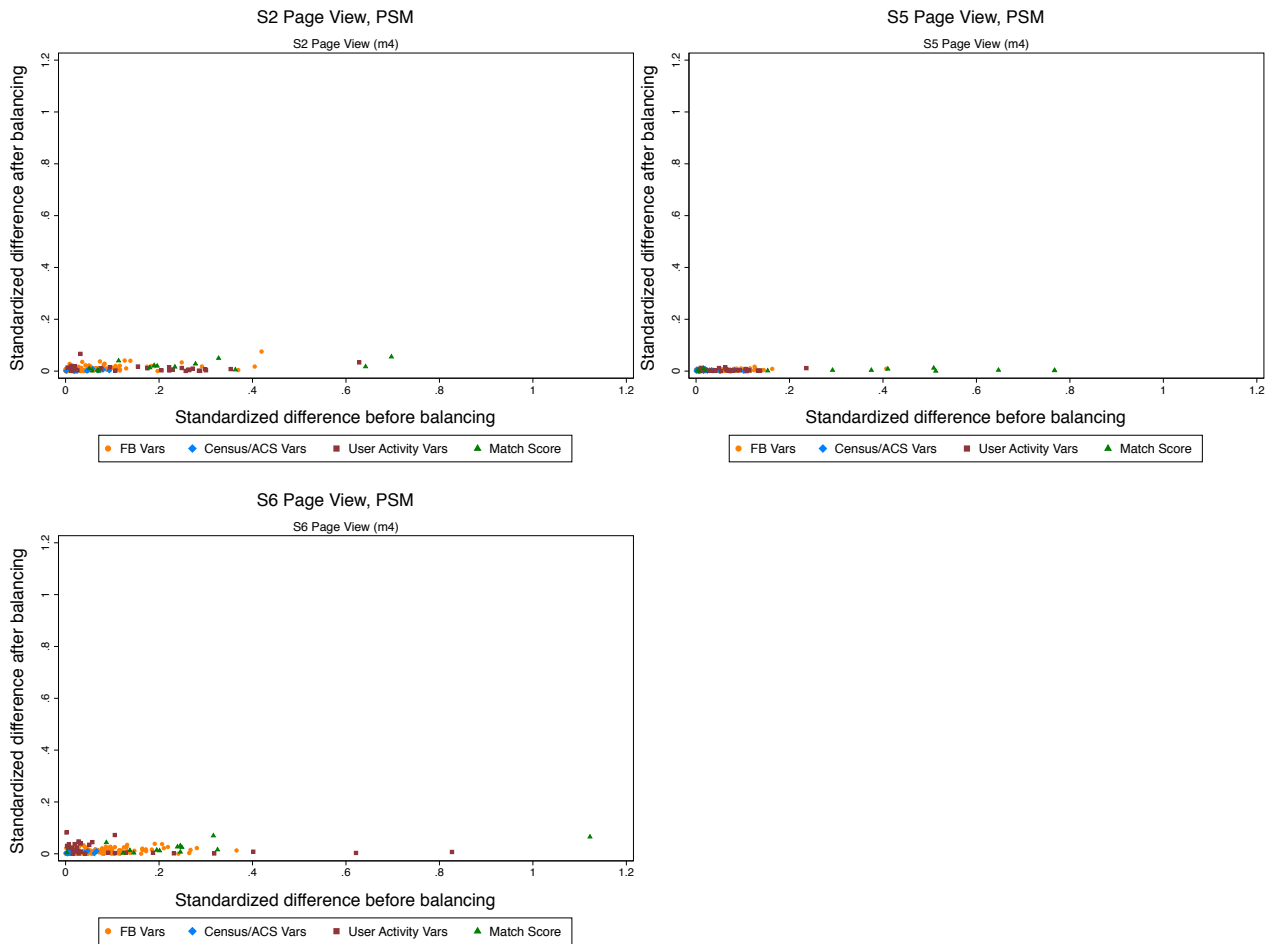 S2 Page View, PSM
S2 Page View (m4)
Standardized difference after balancing
0 .2 .4 .6 .8 1 1.2
0 .2 .4 .6 .8 1 1.2
Standardized difference before balancing
FB Vars Census/ACS Vars User Activity Vars Match Score
S5 Page View, PSM
S5 Page View (m4)
Standardized difference after balancing
0 .2 .4 .6 .8 1 1.2
0 .2 .4 .6 .8 1 1.2
Standardized difference before balancing
FB Vars Census/ACS Vars User Activity Vars Match Score
S6 Page View, PSM
S6 Page View (m4)
Standardized difference after balancing
0 .2 .4 .6 .8 1 1.2
0 .2 .4 .6 .8 1 1.2
Standardized difference before balancing
FB Vars Census/ACS Vars User Activity Vars Match Score